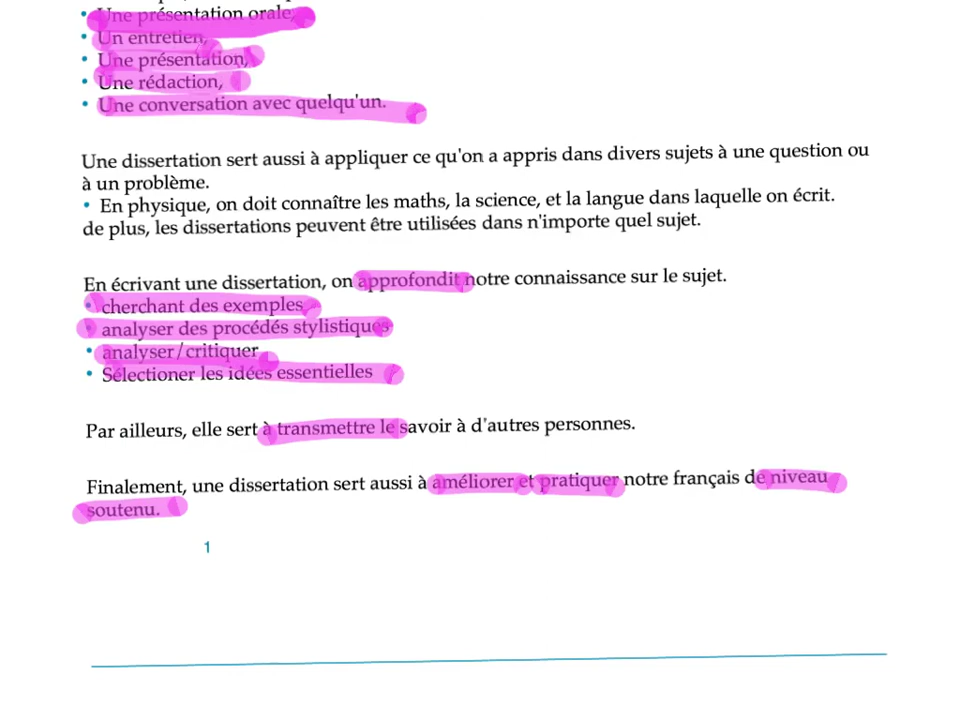 • Une présentation orale,
• Un entretien,
• Une présentation,
• Une rédaction,
• Une conversation avec quelqu'un.
Une dissertation sert aussi à appliquer ce qu'on a appris dans divers sujets à une question ou
à un problème.
• En physique, on doit connaître les maths, la science, et la langue dans laquelle on écrit.
de plus, les dissertations peuvent être utilisées dans n'importe quel sujet.
En écrivant une dissertation, on approfondit notre connaissance sur le sujet.
• cherchant des exemples
• analyser des procédés stylistiques
• analyser/critiquer
• Sélectioner les idées essentielles
Par ailleurs, elle sert à transmettre le savoir à d'autres personnes.
Finalement, une dissertation sert aussi à améliorer et pratiquer notre français de niveau
soutenu.
1